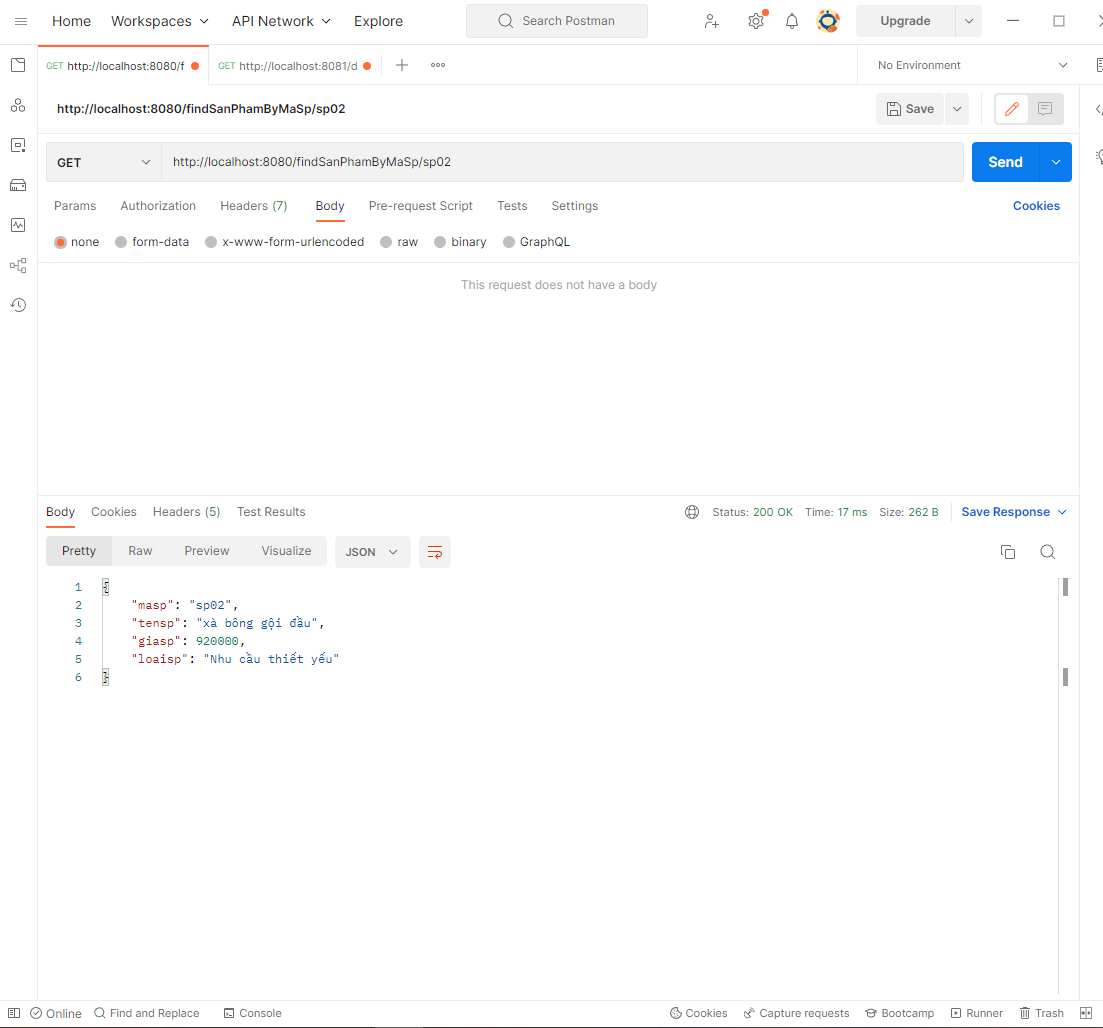 Home Workspaces API Network Explore Search Postman Upgrade
GET http://localhost:8080/f GET http://localhost:8081/d No Environment
http://localhost:8080/findSanPhamByMaSp/sp02 Save
GET http://localhost:8080/findSanPhamByMaSp/sp02 Send
Params Authorization Headers (7) Body Pre-request Script Tests Settings Cookies
none form-data x-www-form-urlencoded raw binary GraphQL
This request does not have a body
Body Cookies Headers (5) Test Results Status: 200 OK Time: 17 ms Size: 262 B Save Response
Pretty Raw Preview Visualize JSON
1 {
2 "masp": "sp02",
3 "tensp": "xà bông gội đầu",
4 "giasp": 920000,
5 "loaisp": "Nhu cầu thiết yếu"
6 }
Online Find and Replace Console Cookies Capture requests Bootcamp Runner Trash